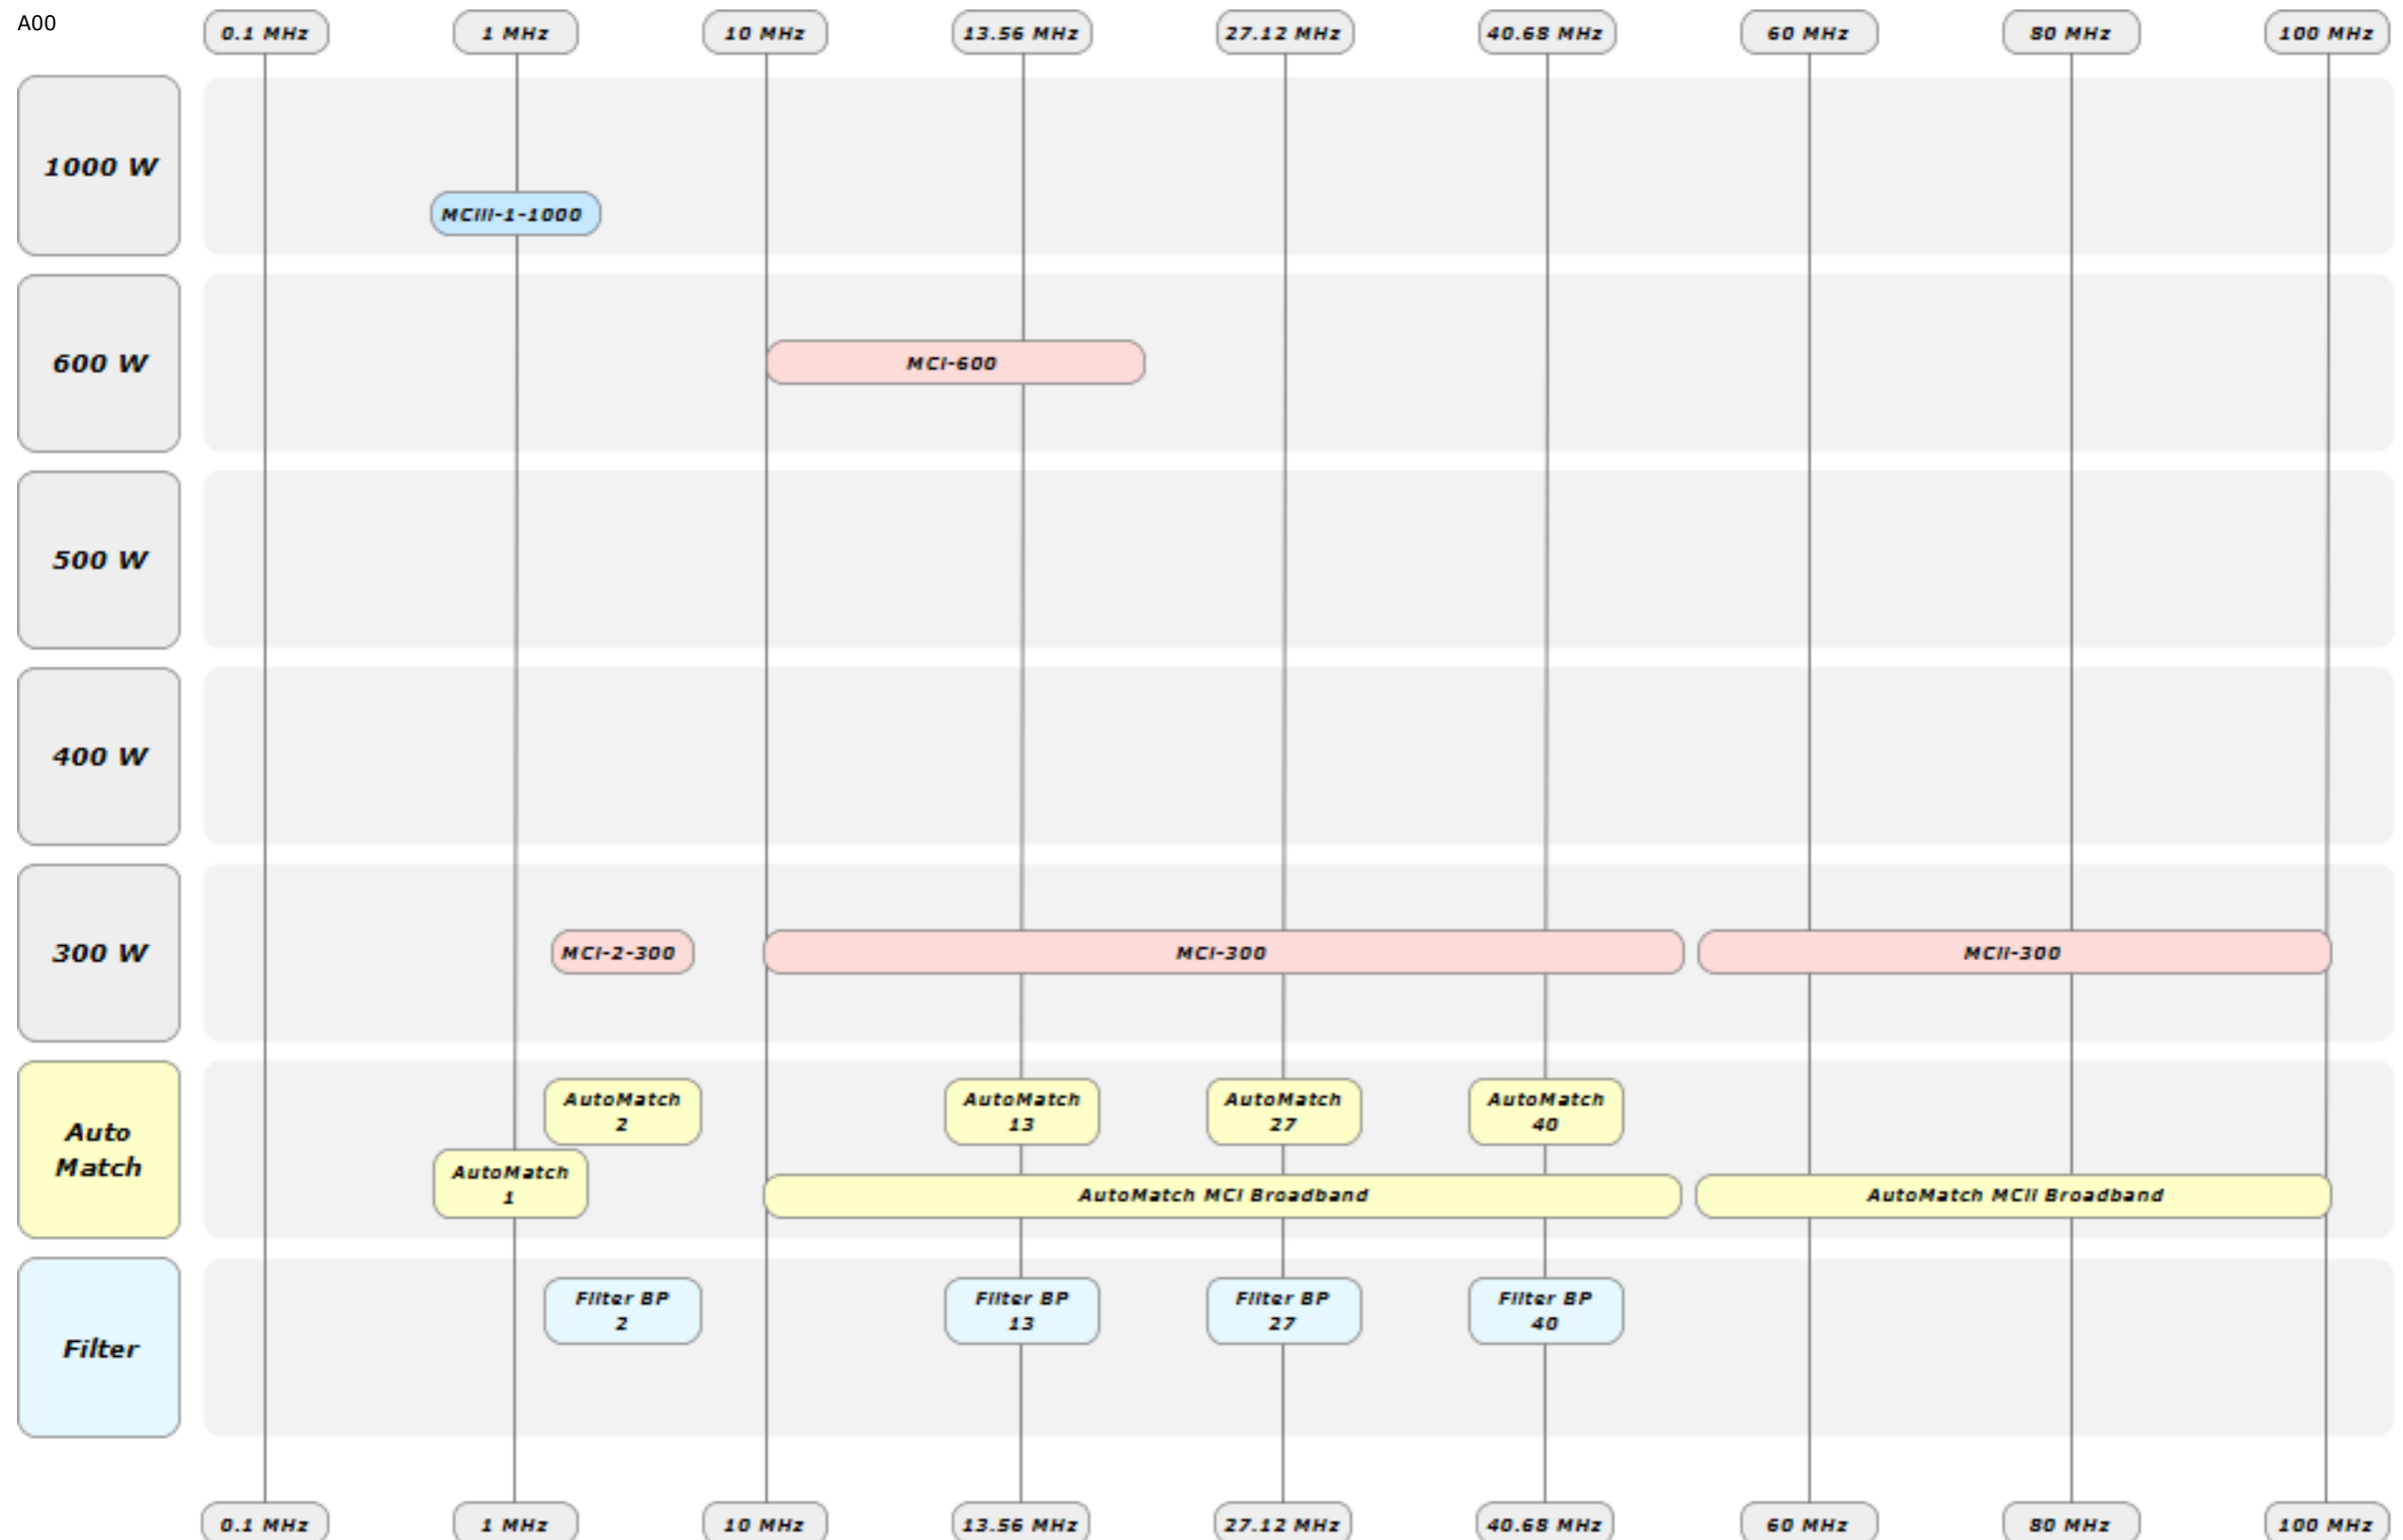 A00
0.1 MHz
1 MHz
10 MHz
13.56 MHz
27.12 MHz
40.68 MHz
60 MHz
80 MHz
100 MHz
1000 W
MCiii-1-1000
600 W
MCi-600
500 W
400 W
300 W
MCi-2-300
MCi-300
MCii-300
Auto
Match
AutoMatch
2
AutoMatch
13
AutoMatch
27
AutoMatch
40
AutoMatch
1
AutoMatch MCi Broadband
AutoMatch MCii Broadband
Filter
Filter BP
2
Filter BP
13
Filter BP
27
Filter BP
40
0.1 MHz
1 MHz
10 MHz
13.56 MHz
27.12 MHz
40.68 MHz
60 MHz
80 MHz
100 MHz